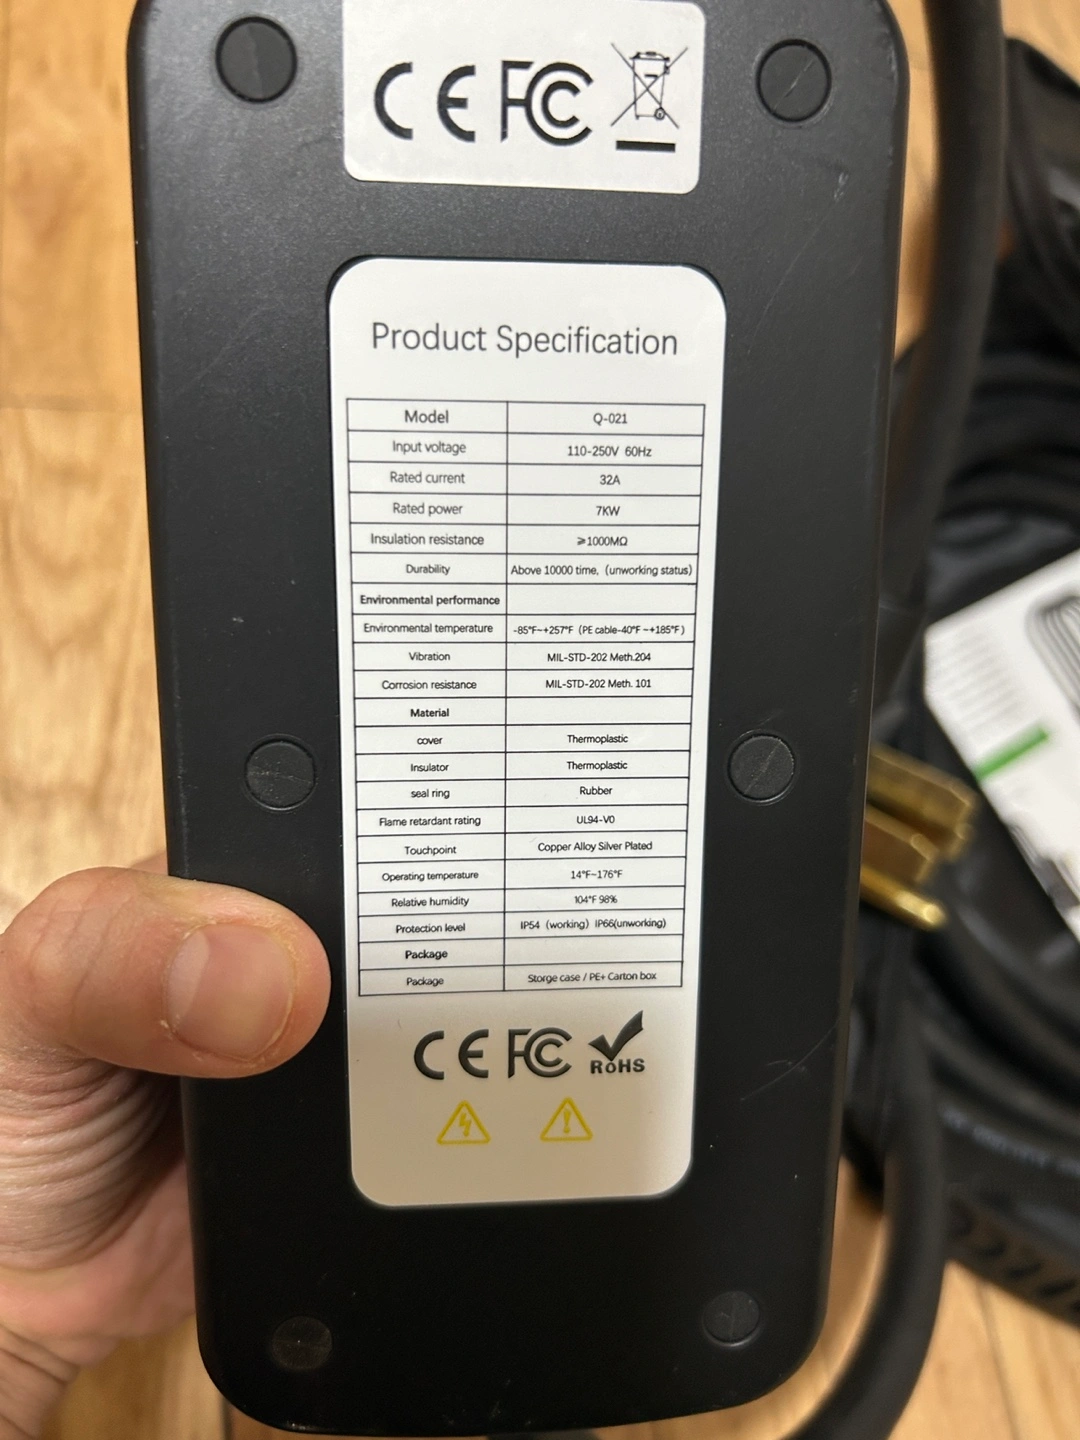 CE FC
Product Specification
Model Q-021
Input voltage 110-250V 60Hz
Rated current 32A
Rated power 7KW
Insulation resistance ⩾1000MΩ
Durability Above 10000 time, (unworking status)
Environmental performance
Environmental temperature -85°F~+257°F (PE cable-40°F ~+185°F)
Vibration MIL-STD-202 Meth.204
Corrosion resistance MIL-STD-202 Meth. 101
Material
cover Thermoplastic
Insulator Thermoplastic
seal ring Rubber
Flame retardant rating UL94-V0
Touchpoint Copper Alloy Silver Plated
Operating temperature 14°F~176°F
Relative humidity 104°F 98%
Protection level IP54 (working) IP66(unworking)
Package
Package Storge case / PE+ Carton box
CE FC RoHS